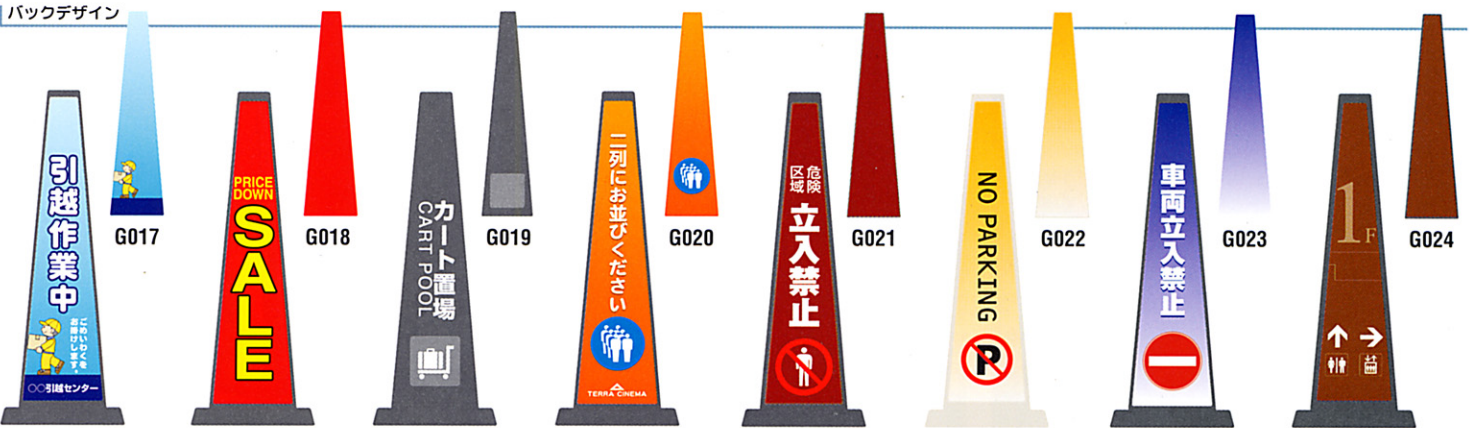 バックデザイン
引越作業中
ごめいわくを
お掛けします。
○○引越センター
G017
PRICE
DOWN
SALE
G018
カート置場
CART POOL
G019
二列にお並びください
TERRA CINEMA
G020
危険
区域
立入禁止
G021
NO PARKING
P
G022
車両立入禁止
G023
1F
G024